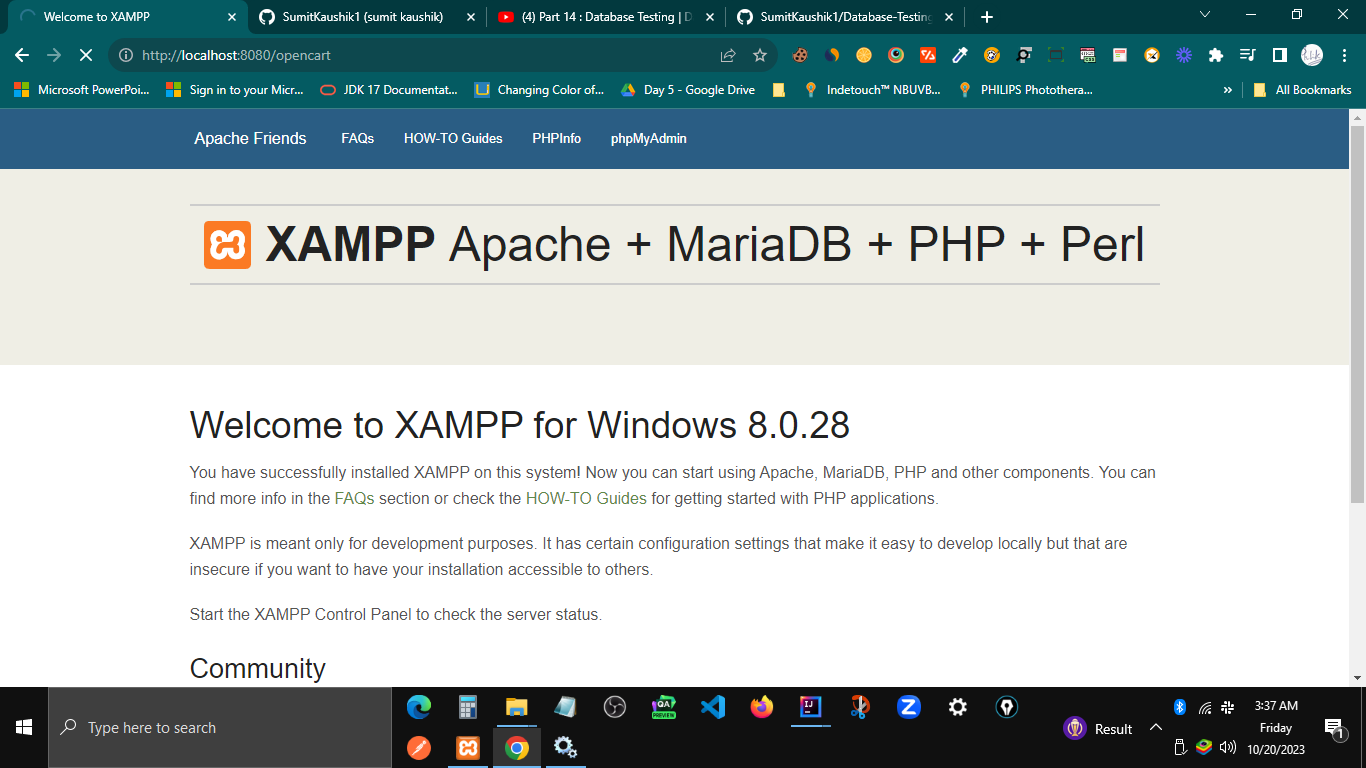 Welcome to XAMPP
SumitKaushik1 (sumit kaushik)
(4) Part 14 : Database Testing | D
SumitKaushik1/Database-Testing
http://localhost:8080/opencart
Microsoft PowerPoi...
Sign in to your Micr...
JDK 17 Documentat...
Changing Color of...
Day 5 - Google Drive
Indetouch™ NBUVB...
PHILIPS Photothera...
»
All Bookmarks
Apache Friends
FAQs
HOW-TO Guides
PHPInfo
phpMyAdmin
XAMPP Apache + MariaDB + PHP + Perl
Welcome to XAMPP for Windows 8.0.28
You have successfully installed XAMPP on this system! Now you can start using Apache, MariaDB, PHP and other components. You can
find more info in the FAQs section or check the HOW-TO Guides for getting started with PHP applications.
XAMPP is meant only for development purposes. It has certain configuration settings that make it easy to develop locally but that are
insecure if you want to have your installation accessible to others.
Start the XAMPP Control Panel to check the server status.
Community
Type here to search
QA
PREVIEW
IJ
Result
3:37 AM
Friday
10/20/2023
1